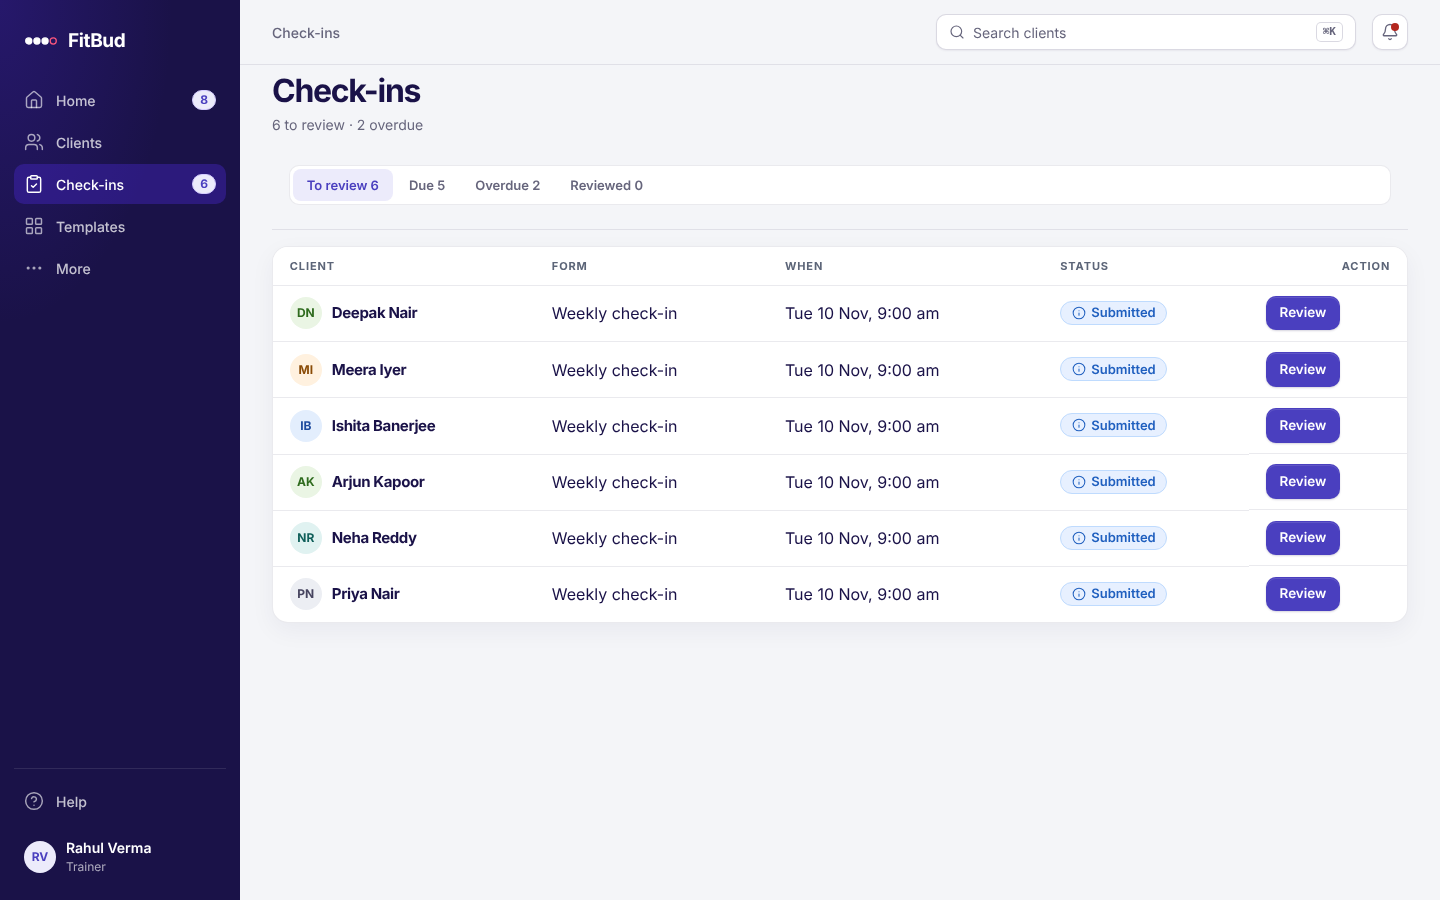 FitBud
Home 8
Clients
Check-ins 6
Templates
More
Help
RV Rahul Verma
Trainer
Check-ins
Search clients ⌘K
Check-ins
6 to review · 2 overdue
To review 6 Due 5 Overdue 2 Reviewed 0
CLIENT FORM WHEN STATUS ACTION
DN Deepak Nair Weekly check-in Tue 10 Nov, 9:00 am Submitted Review
MI Meera Iyer Weekly check-in Tue 10 Nov, 9:00 am Submitted Review
IB Ishita Banerjee Weekly check-in Tue 10 Nov, 9:00 am Submitted Review
AK Arjun Kapoor Weekly check-in Tue 10 Nov, 9:00 am Submitted Review
NR Neha Reddy Weekly check-in Tue 10 Nov, 9:00 am Submitted Review
PN Priya Nair Weekly check-in Tue 10 Nov, 9:00 am Submitted Review